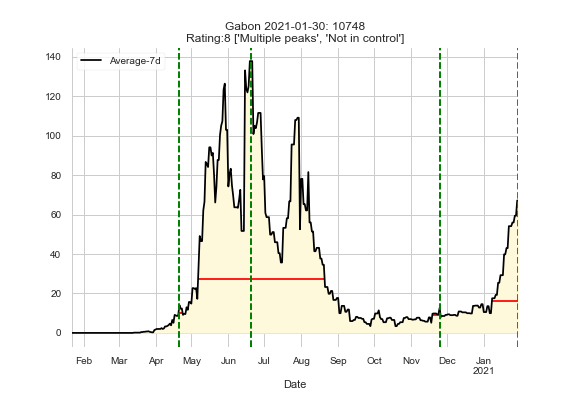 Gabon 2021-01-30: 10748
Rating:8 ['Multiple peaks', 'Not in control']
Average-7d
140
120
100
80
60
40
20
0
Feb Mar Apr May Jun Jul Aug Sep Oct Nov Dec Jan
2021
Date